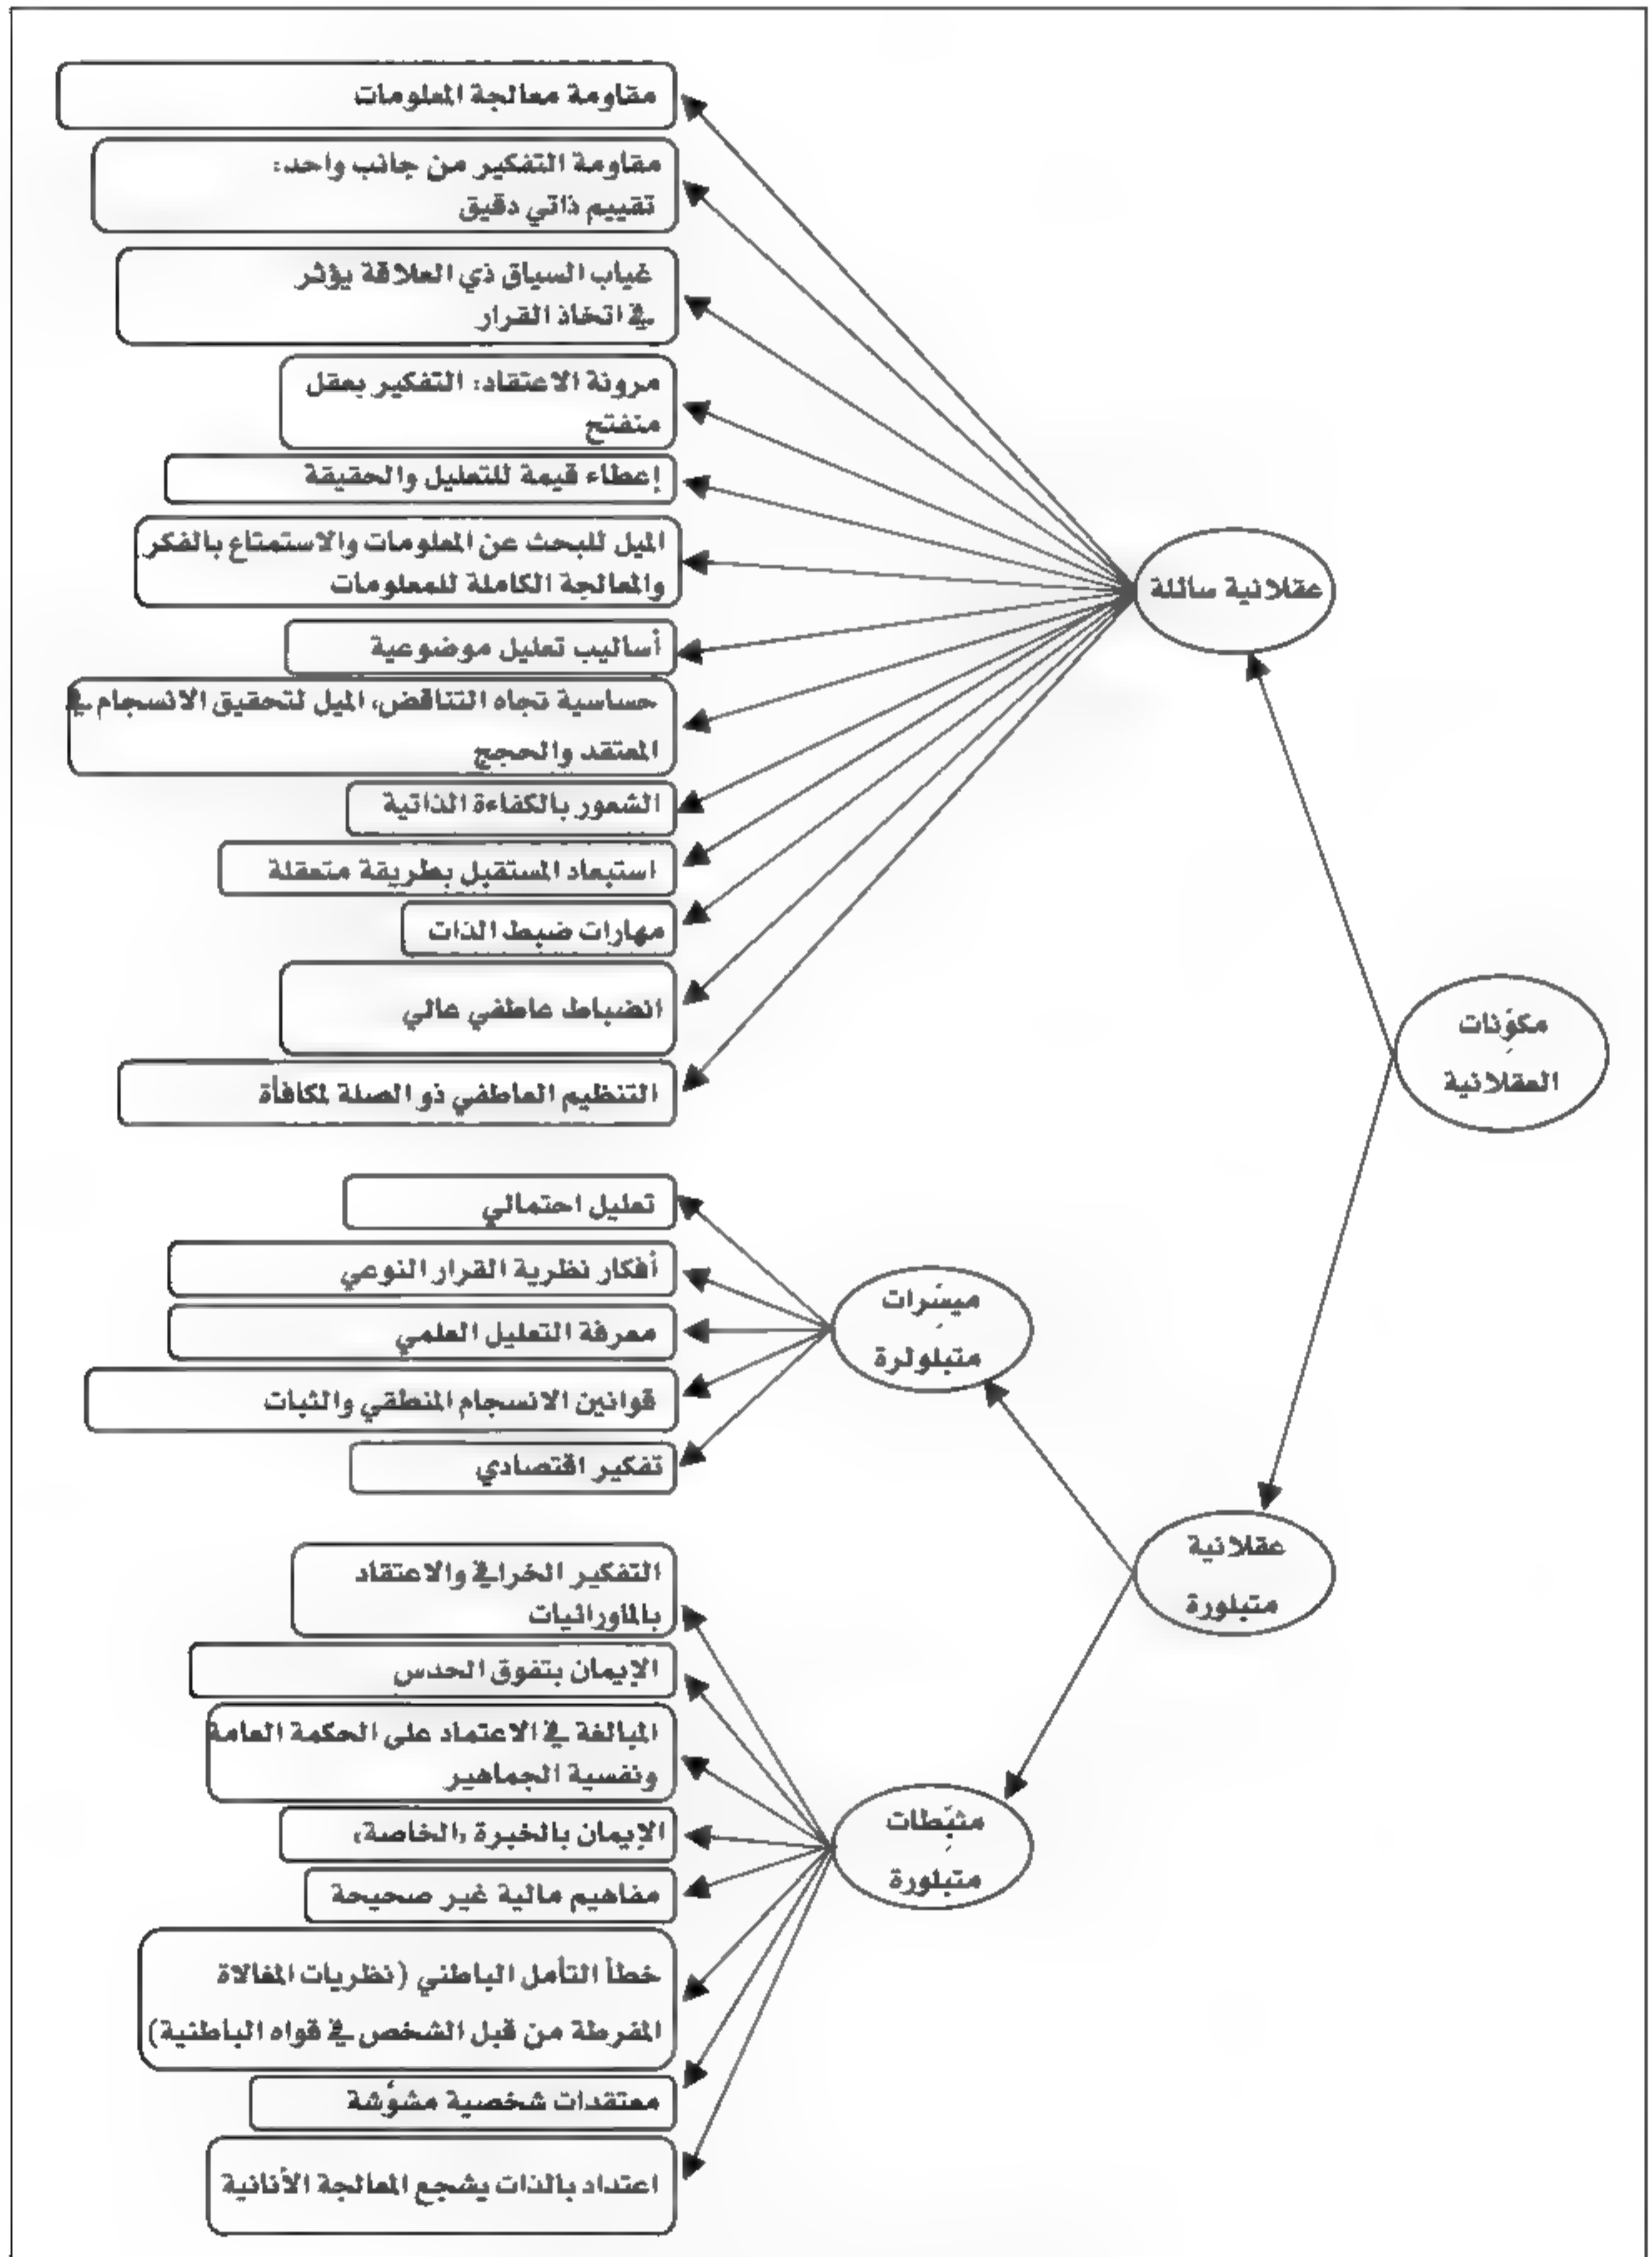 مكوِّنات
العقلانية
عقلانية سائلة
مقاومة معالجة المعلومات
مقاومة التفكير من جانب واحد:
تقييم ذاتي دقيق
غياب السياق ذي العلاقة يؤثر
في اتخاذ القرار
مرونة الاعتقاد: التفكير بعقل
منفتح
إعطاء قيمة للتعليل والحقيقة
الميل للبحث عن المعلومات والاستمتاع بالفكر
والمعالجة الكاملة للمعلومات
أساليب تعليل موضوعية
حساسية تجاه التناقض، الميل لتحقيق الانسجام في
المعتقد والحجج
الشعور بالكفاءة الذاتية
استبعاد المستقبل بطريقة متعقلة
مهارات ضبط الذات
انضباط عاطفي عالي
التنظيم العاطفي ذو الصلة لمكافأة
عقلانية
متبلورة
ميسِّرات
متبلولرة
تعليل احتمالي
أفكار نظرية القرار النوعي
معرفة التعليل العلمي
قوانين الانسجام المنطقي والثبات
تفكير اقتصادي
مثبِّطات
متبلورة
التفكير الخرافي والاعتقاد
بالماورائيات
الإيمان بتفوق الحدس
المبالغة في الاعتماد على الحكمة العامة
ونفسية الجماهير
الإيمان بالخبرة «الخاصة»
مفاهيم مالية غير صحيحة
خطأ التأمل الباطني (نظريات المغالاة
المفرطة من قبل الشخص في قواه الباطنية)
معتقدات شخصية مشوَّشة
اعتداد بالذات يشجع المعالجة الأنانية